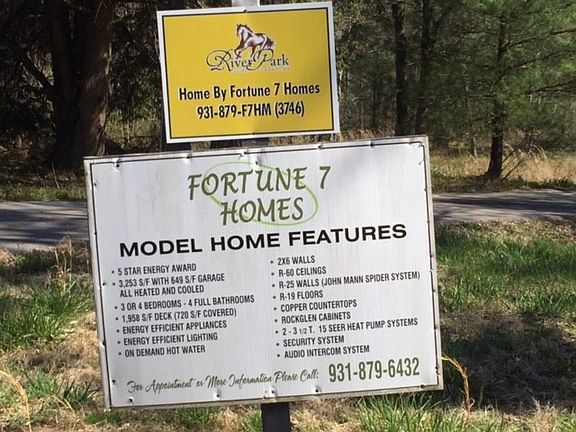 River Park
Home By Fortune 7 Homes
931-879-F7HM (3746)
FORTUNE 7
HOMES
MODEL HOME FEATURES
• 5 STAR ENERGY AWARD
• 3,253 S/F WITH 649 S/F GARAGE
ALL HEATED AND COOLED
• 3 OR 4 BEDROOMS - 4 FULL BATHROOMS
• 1,958 S/F DECK (720 S/F COVERED)
• ENERGY EFFICIENT APPLIANCES
• ENERGY EFFICIENT LIGHTING
• ON DEMAND HOT WATER
• 2X6 WALLS
• R-60 CEILINGS
• R-25 WALLS (JOHN MANN SPIDER SYSTEM)
• R-19 FLOORS
• COPPER COUNTERTOPS
• ROCKGLEN CABINETS
• 2 - 3 1/2 T. 15 SEER HEAT PUMP SYSTEMS
• SECURITY SYSTEM
• AUDIO INTERCOM SYSTEM
For Appointment or More Information Please Call: 931-879-6432